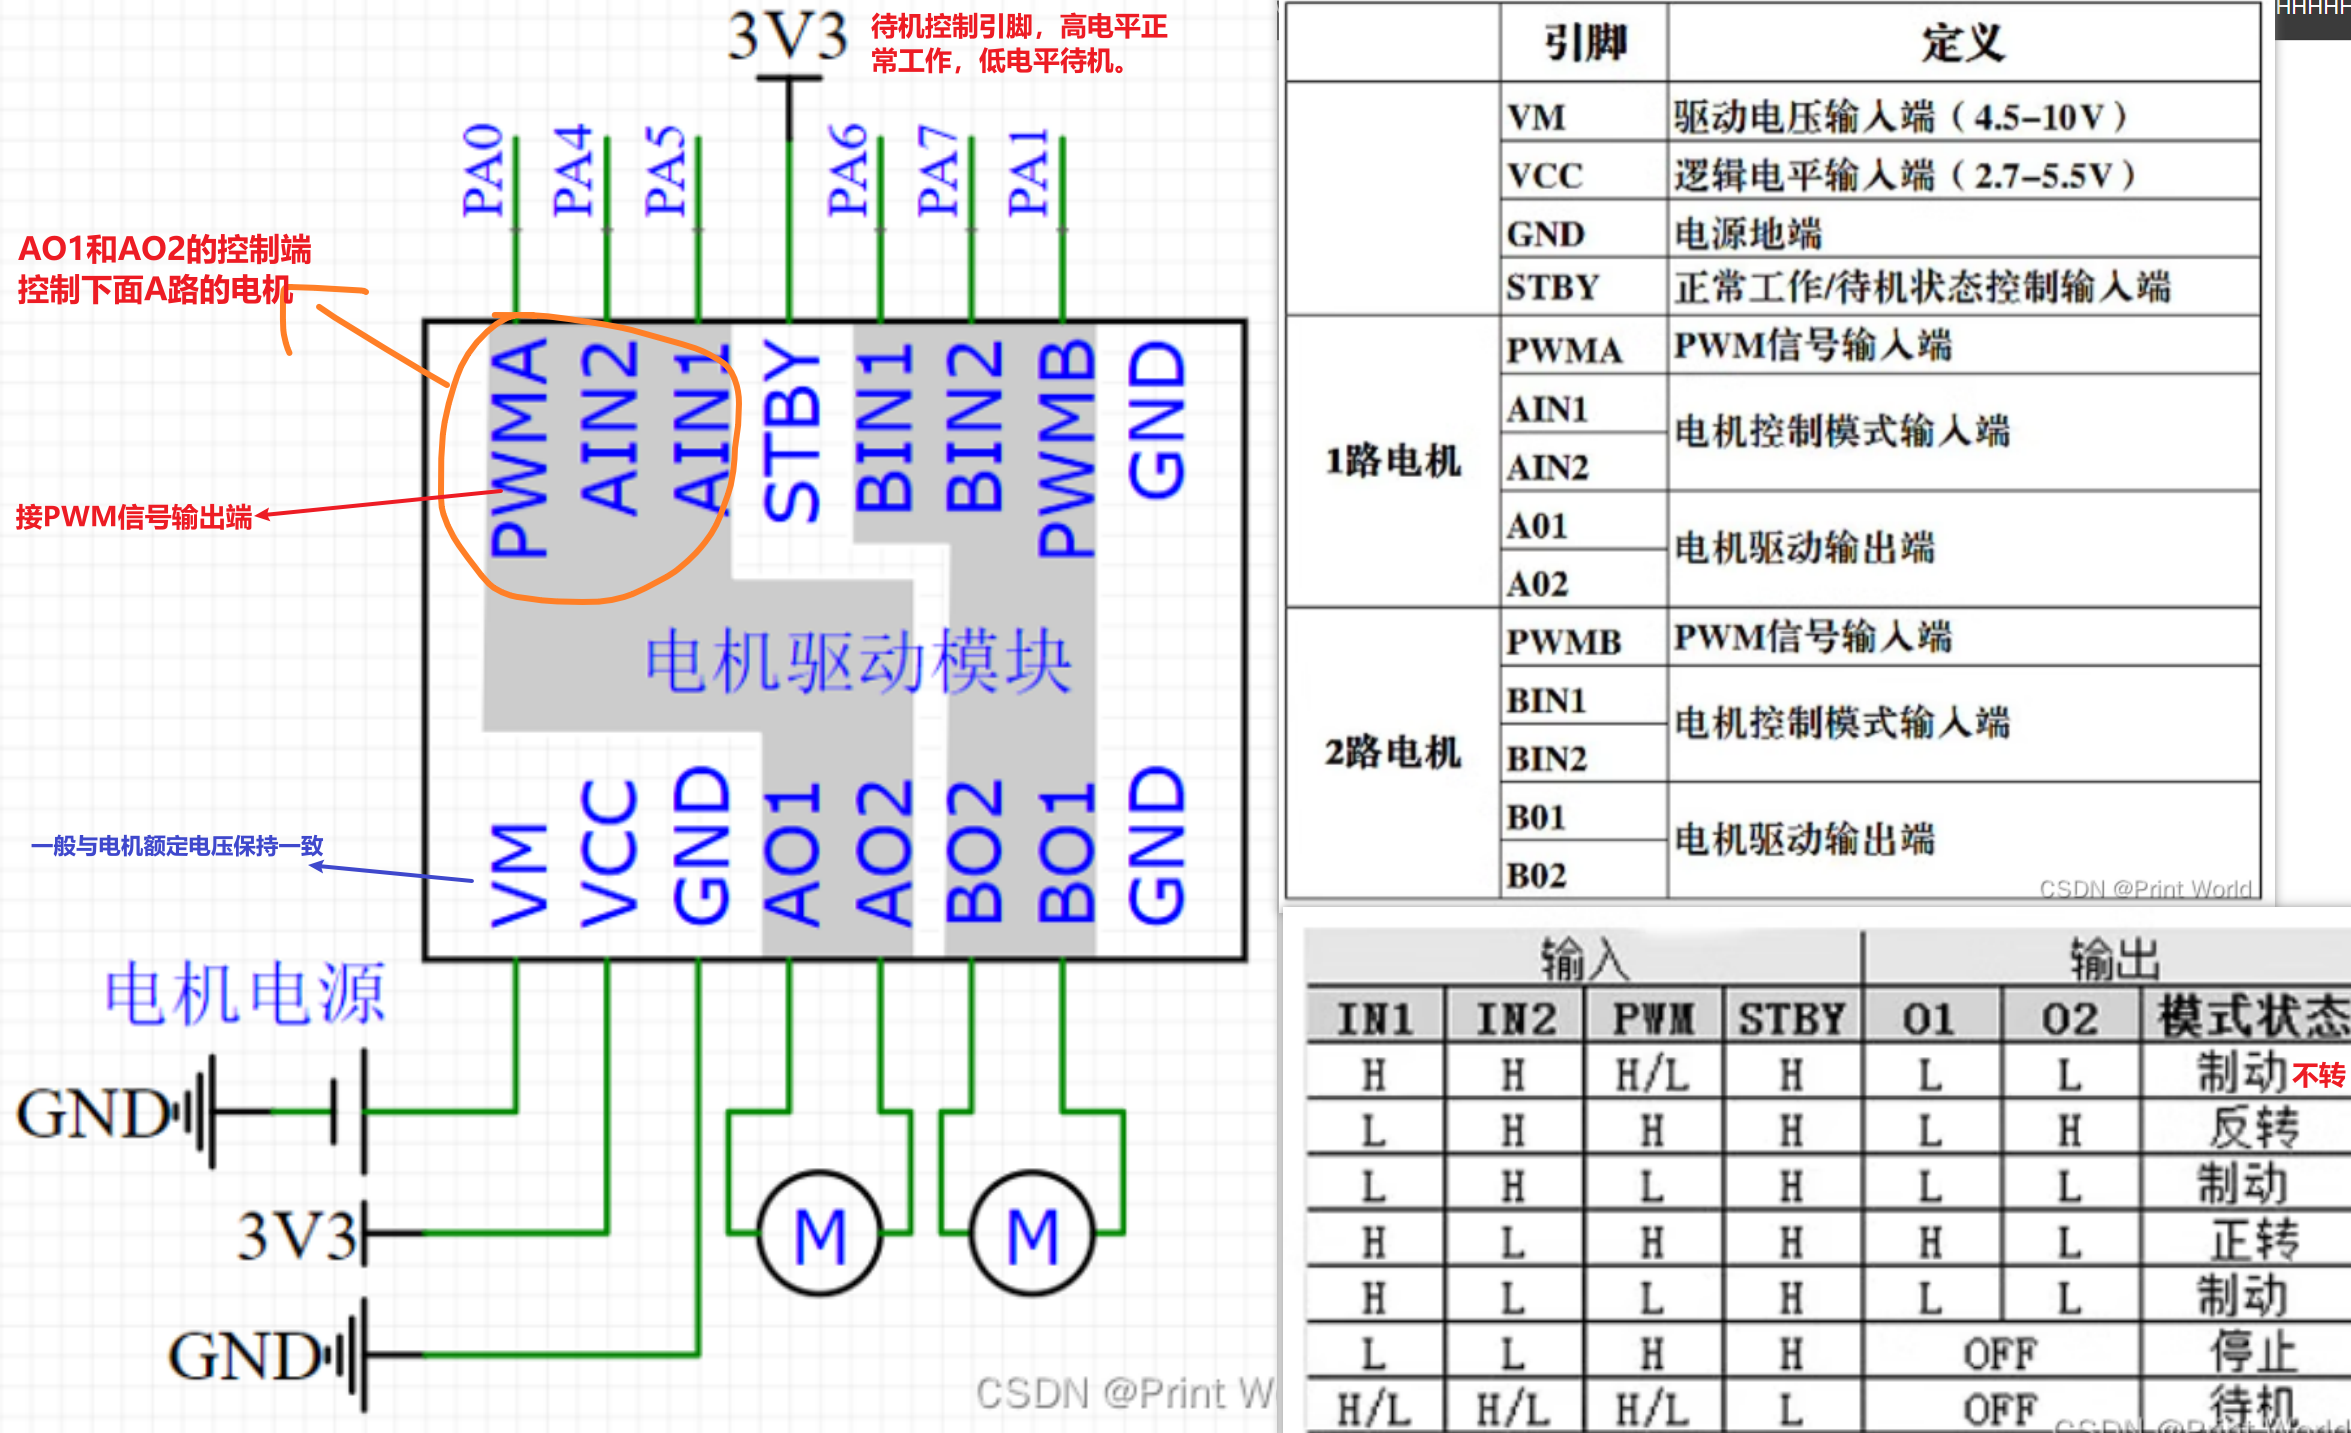 3V3
待机控制引脚，高电平正
常工作，低电平待机。
PA0
PA4
PA5
PA6
PA7
PA1
AO1和AO2的控制端
控制下面A路的电机
PWMA
AIN2
AIN1
STBY
BIN1
BIN2
PWMB
GND
接PWM信号输出端
电机驱动模块
一般与电机额定电压保持一致
VM
VCC
GND
AO1
AO2
BO2
BO1
GND
电机电源
GND
3V3
GND
M
M
CSDN @Print W
HHHHH
引脚 定义
VM 驱动电压输入端（4.5-10V）
VCC 逻辑电平输入端（2.7-5.5V）
GND 电源地端
STBY 正常工作/待机状态控制输入端
1路电机
PWMA PWM信号输入端
AIN1
AIN2
电机控制模式输入端
A01
A02
电机驱动输出端
2路电机
PWMB PWM信号输入端
BIN1
BIN2
电机控制模式输入端
B01
B02
电机驱动输出端
CSDN @Print World
输入 输出
IN1 IN2 PWM STBY O1 O2 模式状态
H H H/L H L L 制动 不转
L H H H L H 反转
L H L H L L 制动
H L H H H L 正转
H L L H L L 制动
L L H H OFF 停止
H/L H/L H/L L OFF 待机
CSDN @Print World